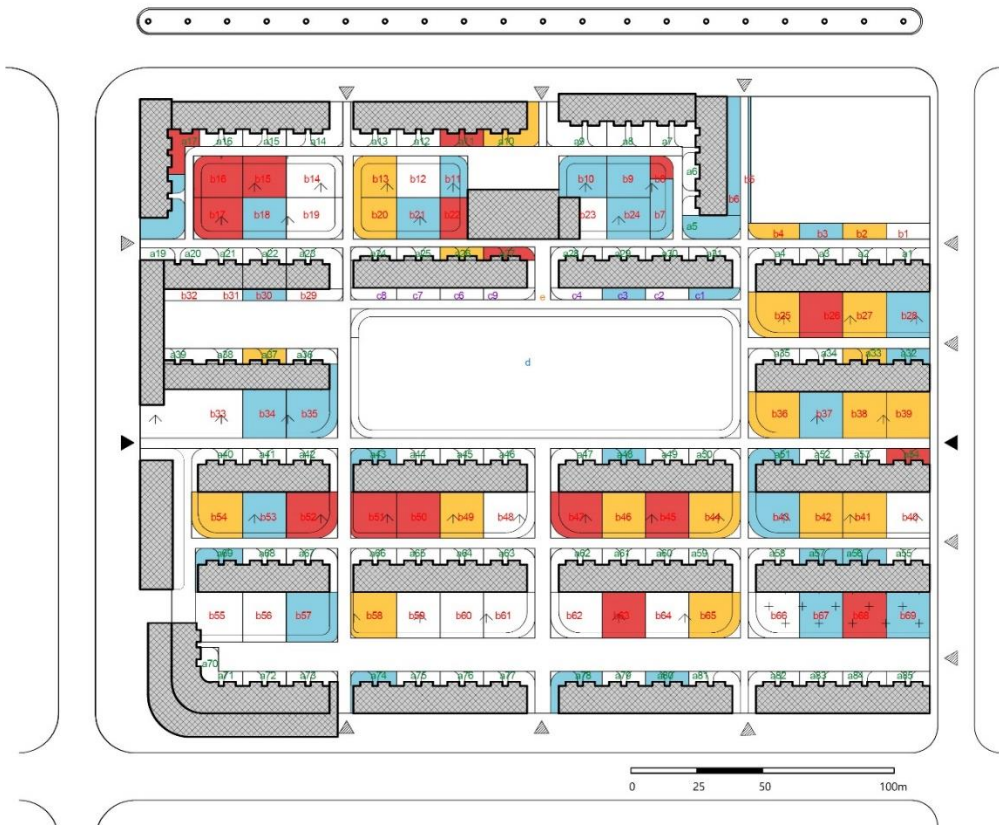 a16 a15 a14 a13 a12 a11 a10 a9 a8 a7
a6
b16 b15 b14 b13 b12 b11 b10 b9 b8
b6
b17 b18 b19 b20 b21 b22 b23 b24 b7
a5
b4 b3 b2 b1
a19 a20 a21 a22 a23 a25 a26 a28 a29 a30 a31 a4 a3 a2 a1
b32 b31 b30 b29 c8 c7 c6 c9 e c4 c3 c2 c1
b25 b26 b27 b28
a39 a38 a37 a36 d a35 a34 a33 a32
b33 b34 b35 b36 b37 b38 b39
a40 a41 a42 a43 a44 a45 a46 a47 a48 a49 a50 a51 a52 a53 a54
b54 b53 b52 b51 b50 b49 b48 b47 b46 b45 b44 b43 b42 b41 b40
a69 a68 a67 a66 a65 a64 a63 a62 a61 a60 a59 a58 a57 a56 a55
b55 b56 b57 b58 b59 b60 b61 b62 b63 b64 b65 b66 b67 b68 b69
a70
a71 a72 a73 a74 a75 a76 a77 a78 a79 a80 a81 a82 a83 a84 a85
0 25 50 100m